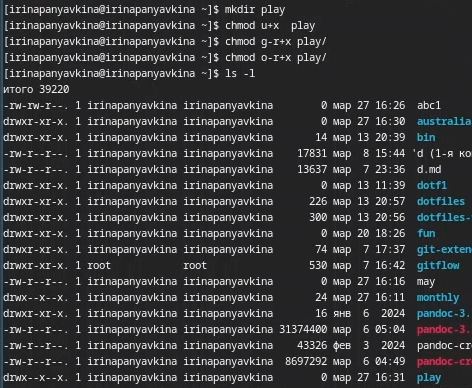 [irinapanyavkina@irinapanyavkina ~]$ mkdir play
[irinapanyavkina@irinapanyavkina ~]$ chmod u+x  play
[irinapanyavkina@irinapanyavkina ~]$ chmod g-r+x play/
[irinapanyavkina@irinapanyavkina ~]$ chmod o-r+x play/
[irinapanyavkina@irinapanyavkina ~]$ ls -l
итого 39220
-rw-rw-r--. 1 irinapanyavkina irinapanyavkina        0 мар 27 16:26  abc1
drwxr-xr-x. 1 irinapanyavkina irinapanyavkina        0 мар 27 16:30  australia
drwxr-xr-x. 1 irinapanyavkina irinapanyavkina       14 мар 13 20:39  bin
-rw-r--r--. 1 irinapanyavkina irinapanyavkina    17831 мар  8 15:44 'd (1-я ко
-rw-r--r--. 1 irinapanyavkina irinapanyavkina    13637 мар  7 23:36  d.md
drwxr-xr-x. 1 irinapanyavkina irinapanyavkina        0 мар 13 11:39  dotf1
drwxr-xr-x. 1 irinapanyavkina irinapanyavkina      226 мар 13 20:57  dotfiles
drwxr-xr-x. 1 irinapanyavkina irinapanyavkina      300 мар 13 20:56  dotfiles-
drwxr-xr-x. 1 irinapanyavkina irinapanyavkina        0 мар 20 18:26  fun
drwxr-xr-x. 1 irinapanyavkina irinapanyavkina       74 мар  7 17:37  git-exten
drwxr-xr-x. 1 root            root                 530 мар  7 16:42  gitflow
-rw-r--r--. 1 irinapanyavkina irinapanyavkina        0 мар 27 16:16  may
drwx--x--x. 1 irinapanyavkina irinapanyavkina       24 мар 27 16:11  monthly
drwxr-xr-x. 1 irinapanyavkina irinapanyavkina       16 янв  6  2024  pandoc-3.
-rw-r--r--. 1 irinapanyavkina irinapanyavkina 31374400 мар  6 05:04  pandoc-3.
-rw-r--r--. 1 irinapanyavkina irinapanyavkina    43326 фев  3  2024  pandoc-cr
-rw-r--r--. 1 irinapanyavkina irinapanyavkina  8697292 мар  6 04:49  pandoc-cr
drwx--x--x. 1 irinapanyavkina irinapanyavkina        0 мар 27 16:31  play